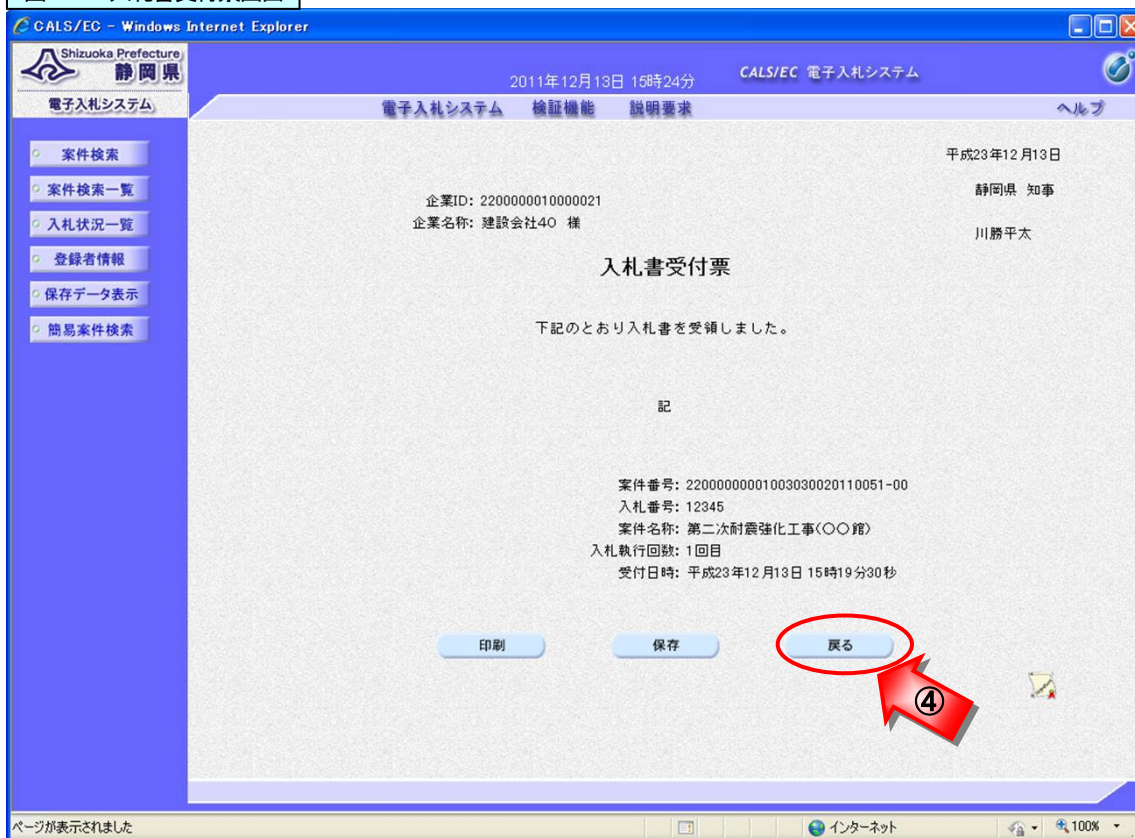 CALS/EC - Windows Internet Explorer
Shizuoka Prefecture
静岡県
電子入札システム
2011年12月13日 15時24分
CALS/EC 電子入札システム
電子入札システム 検証機能 説明要求 ヘルプ
案件検索
案件検索一覧
入札状況一覧
登録者情報
保存データ表示
簡易案件検索
平成23年12月13日
静岡県 知事
川勝平太
企業ID: 2200000010000021
企業名称: 建設会社40 様
入札書受付票
下記のとおり入札書を受領しました。
記
案件番号: 22000000001003030020110051-00
入札番号: 12345
案件名称: 第二次耐震強化工事(〇〇館)
入札執行回数: 1回目
受付日時: 平成23年12月13日 15時19分30秒
印刷 保存 戻る
④
ページが表示されました インターネット 100%